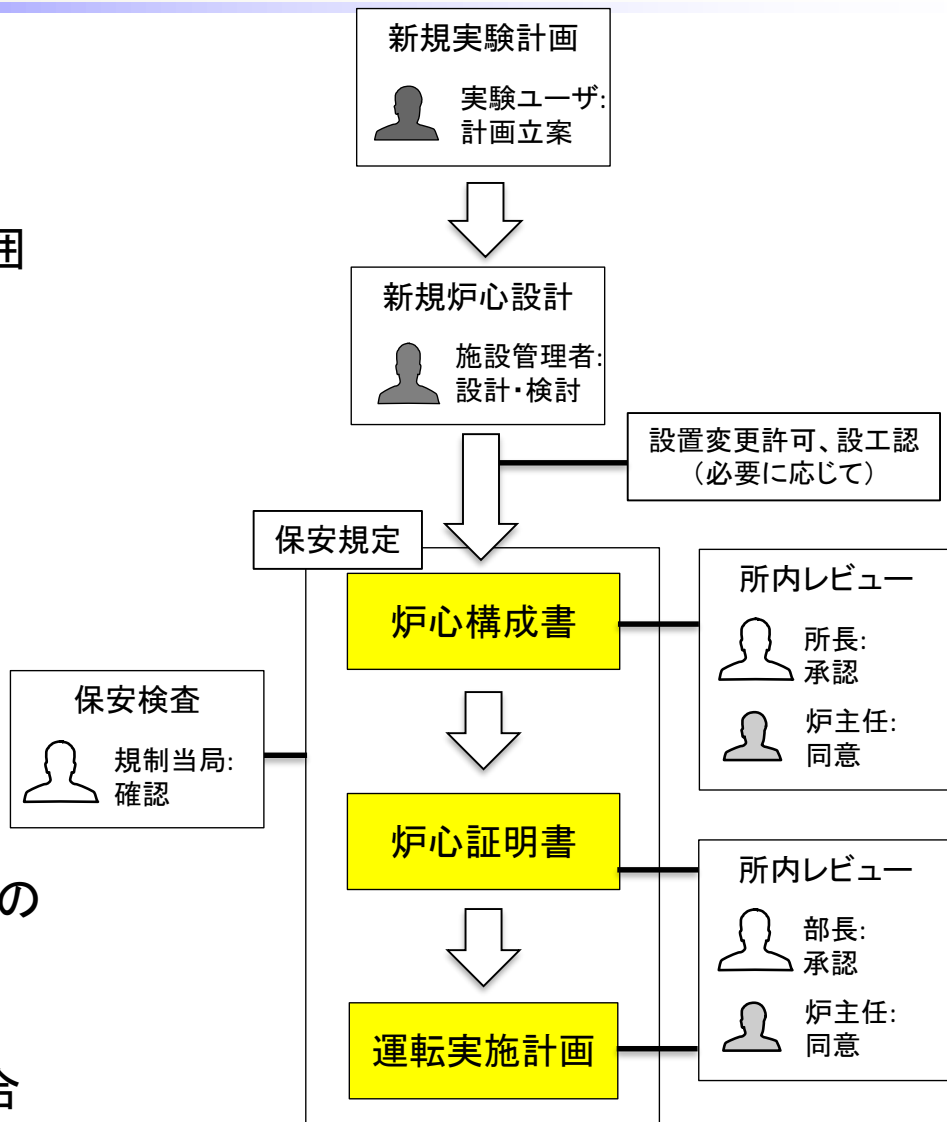 新規実験計画
実験ユーザ:
計画立案
囲
新規炉心設計
施設管理者:
設計・検討
設置変更許可、設工認
(必要に応じて)
保安規定
炉心構成書
所内レビュー
所長:
承認
炉主任:
同意
保安検査
規制当局:
確認
炉心証明書
の
所内レビュー
部長:
承認
炉主任:
同意
運転実施計画
合